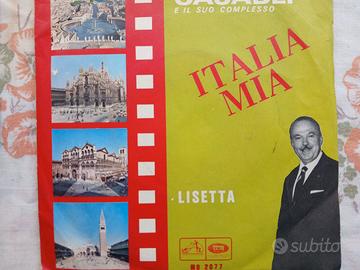 CASADEI
E IL SUO COMPLESSO
ITALIA
MIA
LISETTA
MQ 2077
subito